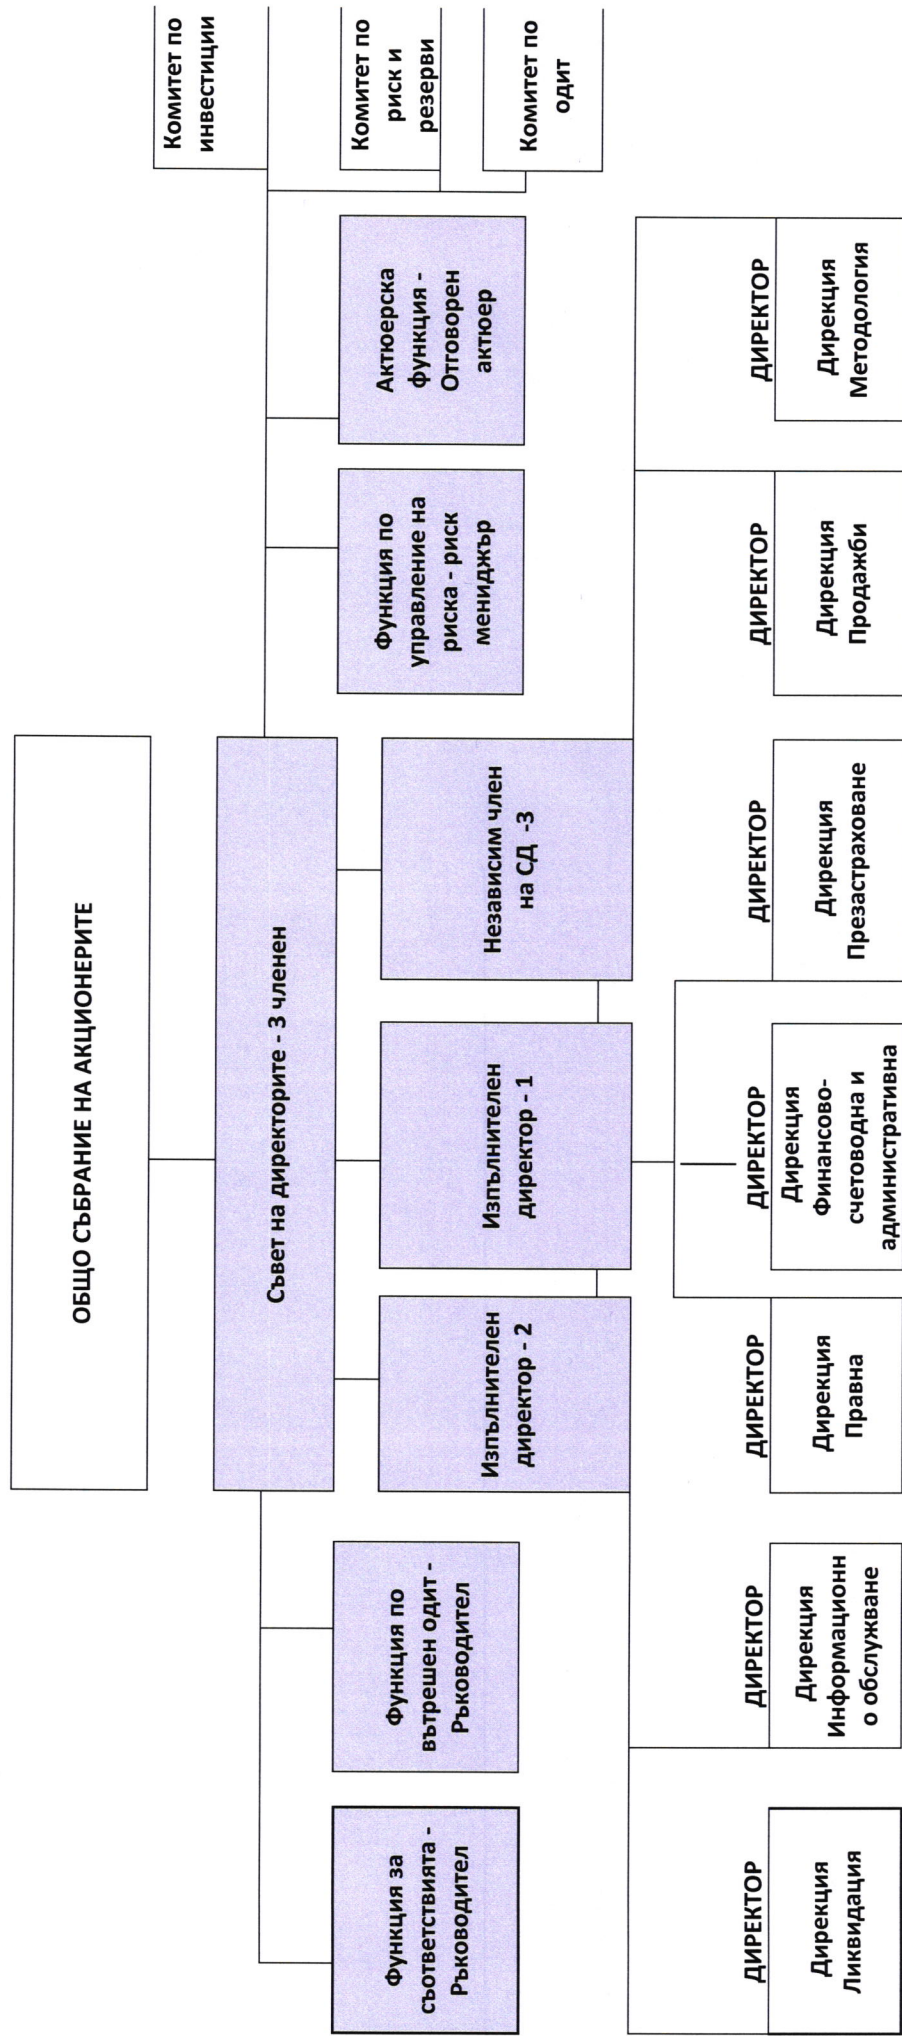 ОБЩО СЪБРАНИЕ НА АКЦИОНЕРИТЕ
Съвет на директорите - 3 членен
Комитет по
инвестиции
Комитет по
риск и
резерви
Комитет по
одит
Функция за
съответствията -
Ръководител
Функция по
вътрешен одит -
Ръководител
Изпълнителен
директор - 2
Изпълнителен
директор - 1
Независим член
на СД -3
Функция по
управление на
риска - риск
мениджър
Актюерска
функция -
Отговорен
актюер
ДИРЕКТОР
Дирекция
Ликвидация
ДИРЕКТОР
Дирекция
Информационн
о обслужване
ДИРЕКТОР
Дирекция
Правна
ДИРЕКТОР
Дирекция
Финансово-
счетоводна и
административна
ДИРЕКТОР
Дирекция
Презастраховане
ДИРЕКТОР
Дирекция
Продажби
ДИРЕКТОР
Дирекция
Методология